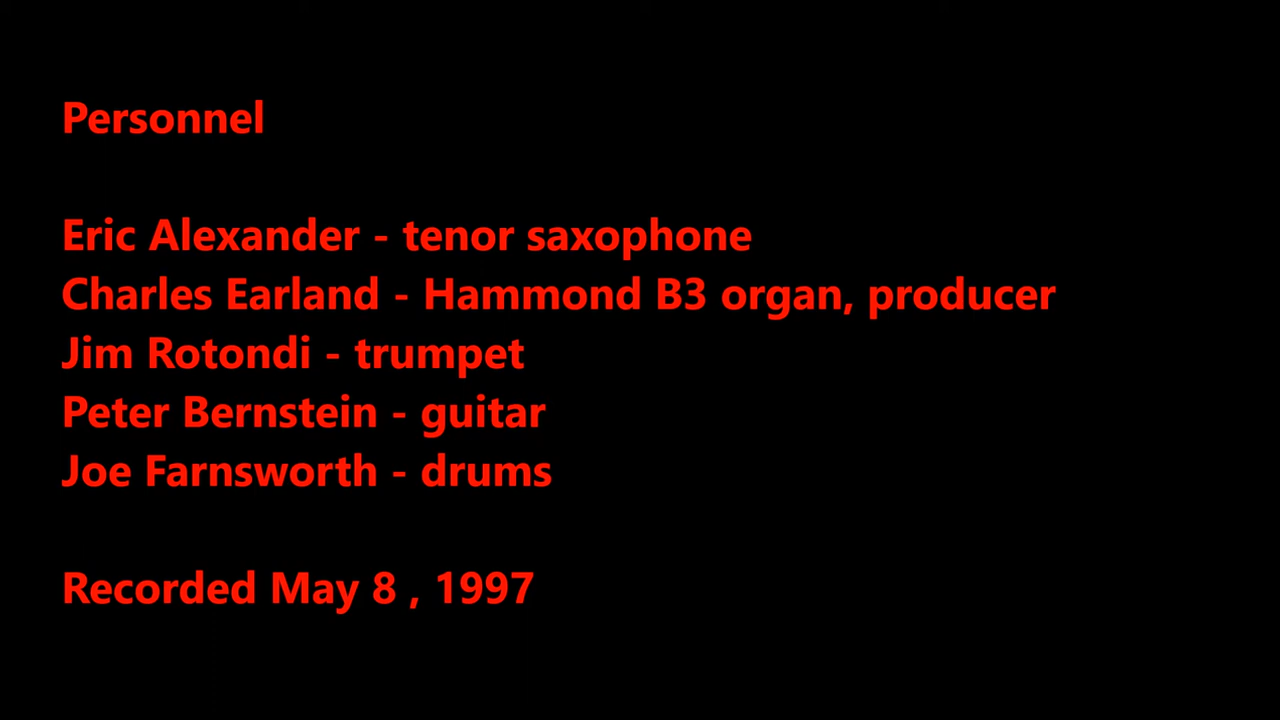 Personnel
Eric Alexander - tenor saxophone
Charles Earland - Hammond B3 organ, producer
Jim Rotondi - trumpet
Peter Bernstein - guitar
Joe Farnsworth - drums
Recorded May 8 , 1997